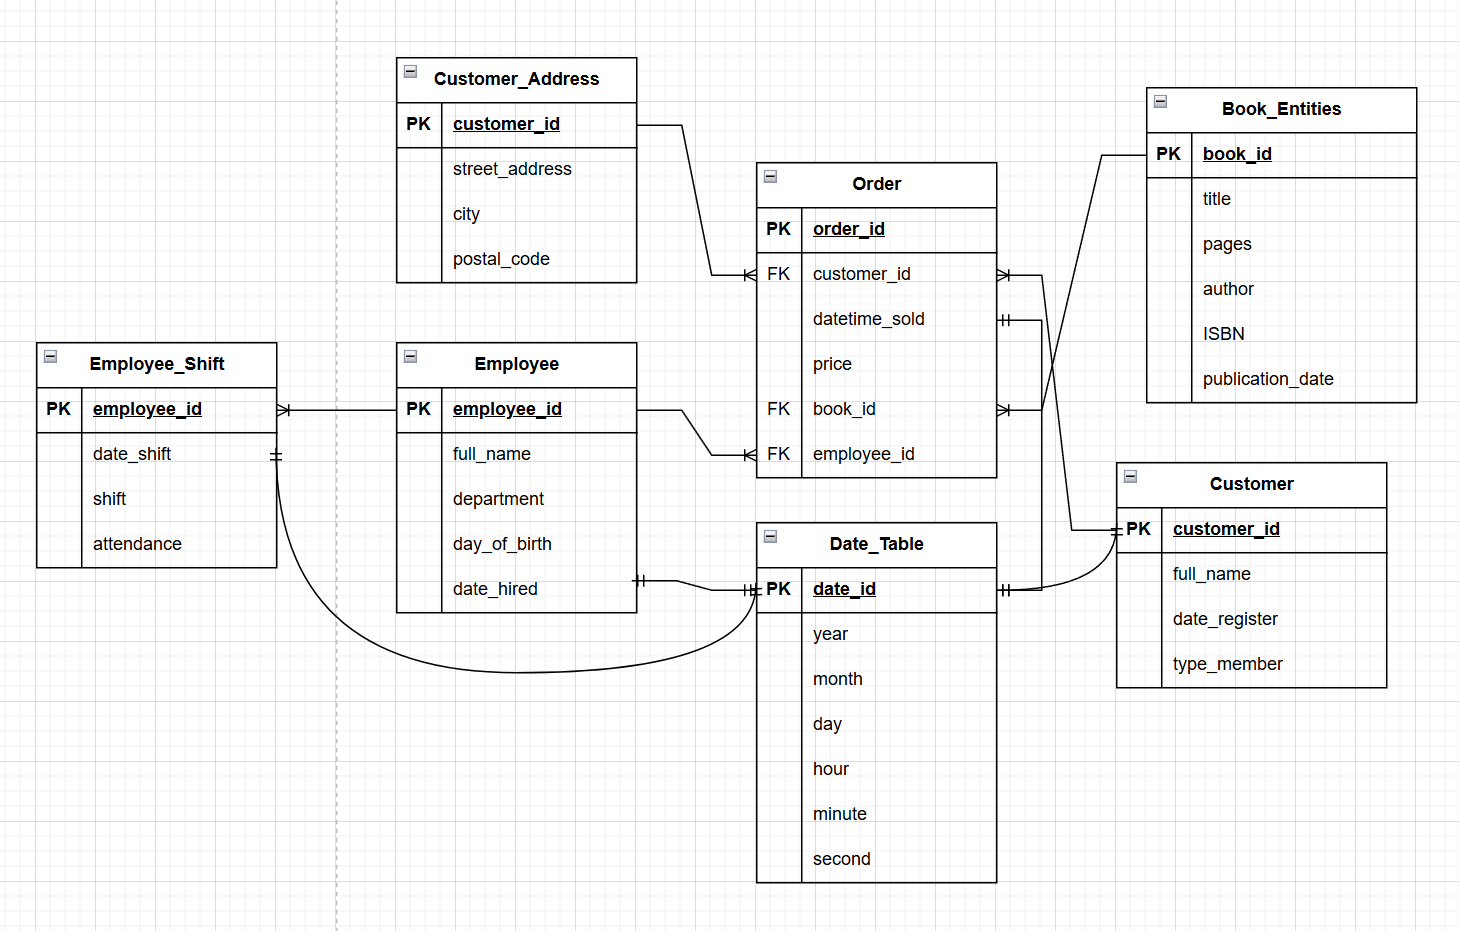 Customer_Address
PK customer_id
street_address
city
postal_code
Order
PK order_id
FK customer_id
datetime_sold
price
FK book_id
FK employee_id
Book_Entities
PK book_id
title
pages
author
ISBN
publication_date
Employee_Shift
PK employee_id
date_shift
shift
attendance
Employee
PK employee_id
full_name
department
day_of_birth
date_hired
Date_Table
PK date_id
year
month
day
hour
minute
second
Customer
PK customer_id
full_name
date_register
type_member